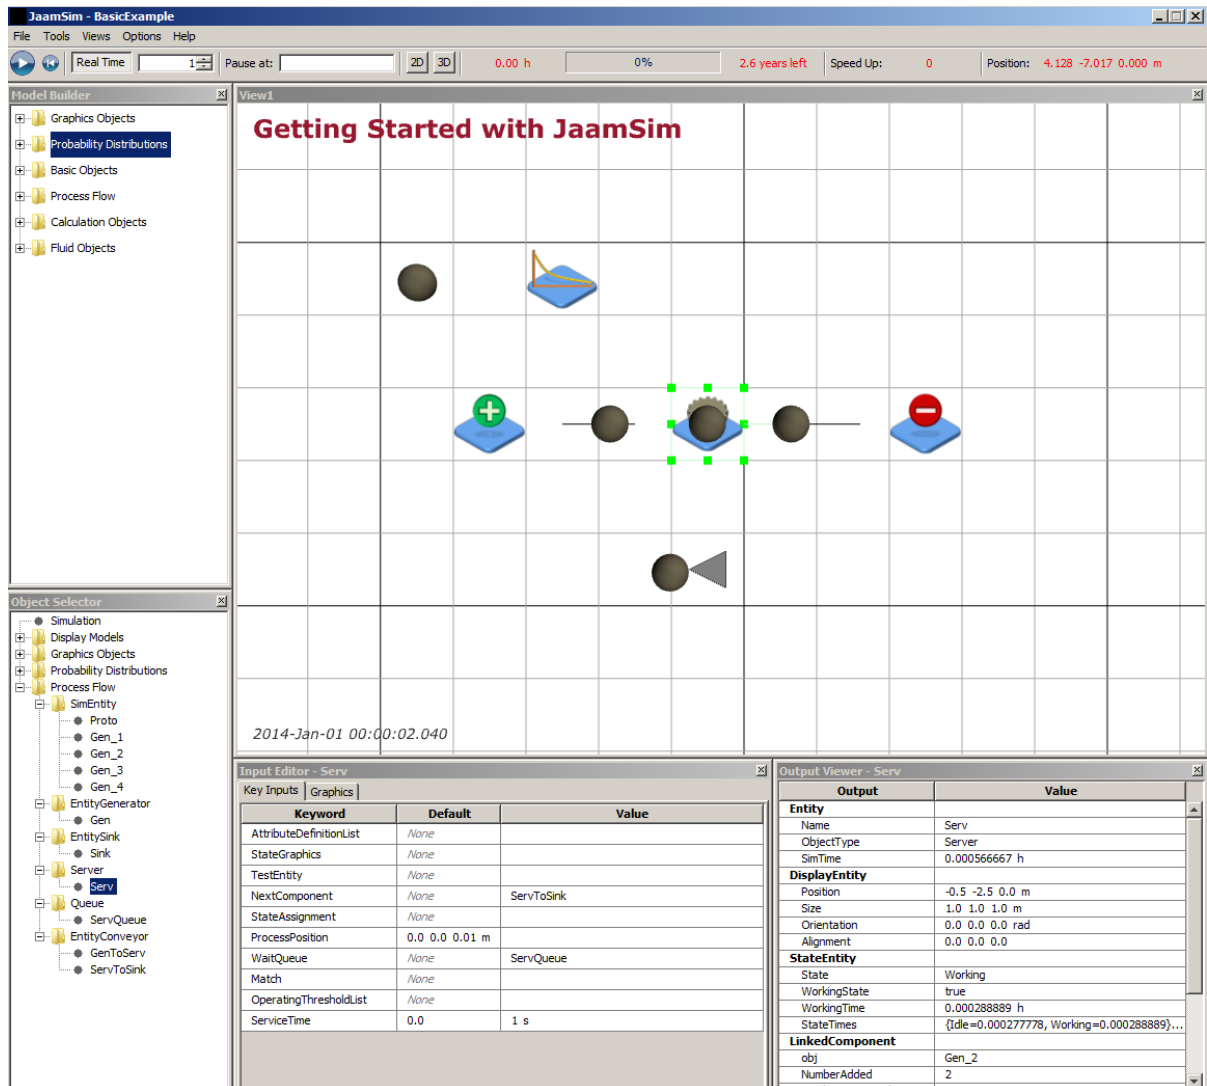 JaamSim - BasicExample
File Tools Views Options Help
Real Time 1 Pause at: 2D 3D 0.00 h 0% 2.6 years left Speed Up: 0 Position: 4.128 -7.017 0.000 m
Model Builder
Graphics Objects
Probability Distributions
Basic Objects
Process Flow
Calculation Objects
Fluid Objects
View1
Getting Started with JaamSim
2014-Jan-01 00:00:02.040
Object Selector
Simulation
Display Models
Graphics Objects
Probability Distributions
Process Flow
SimEntity
Proto
Gen_1
Gen_2
Gen_3
Gen_4
EntityGenerator
Gen
EntitySink
Sink
Server
Serv
Queue
ServQueue
EntityConveyor
GenToServ
ServToSink
Input Editor - Serv
Key Inputs Graphics
Keyword Default Value
AttributeDefinitionList None
StateGraphics None
TestEntity None
NextComponent None ServToSink
StateAssignment None
ProcessPosition 0.0 0.0 0.01 m
WaitQueue None ServQueue
Match None
OperatingThresholdList None
ServiceTime 0.0 1 s
Output Viewer - Serv
Output Value
Entity
Name Serv
ObjectType Server
SimTime 0.000566667 h
DisplayEntity
Position -0.5 -2.5 0.0 m
Size 1.0 1.0 1.0 m
Orientation 0.0 0.0 0.0 rad
Alignment 0.0 0.0 0.0
StateEntity
State Working
WorkingState true
WorkingTime 0.000288889 h
StateTimes {Idle=0.000277778, Working=0.000288889}...
LinkedComponent
obj Gen_2
NumberAdded 2